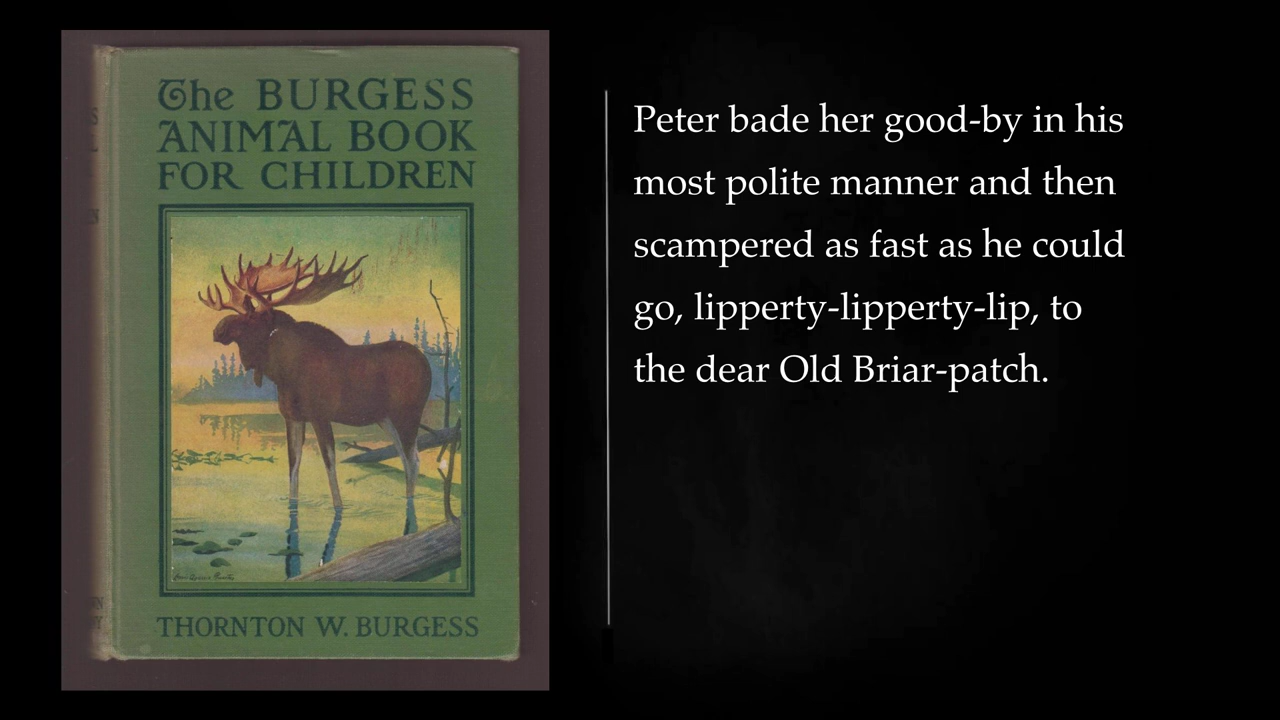 The BURGESS
ANIMAL BOOK
FOR CHILDREN
THORNTON W. BURGESS
Peter bade her good-by in his
most polite manner and then
scampered as fast as he could
go, lipperty-lipperty-lip, to
the dear Old Briar-patch.